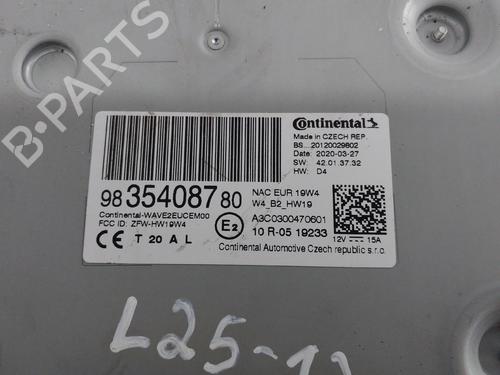 Continental
Made in CZECH REP.
BS...20120029802
Date: 2020-03-27
SW: 42.01.37.32
HW: D4
98 354087 80
Continental-WAVE2EUCEM00
FCC ID: ZFW-HW19W4
CE T 20 A L
NAC EUR 19W4
W4_B2_HW19
A3C0300470601
E2
10 R-05 19233
12V 15A
Continental Automotive Czech republic s.r.o.
L25-12
B-PARTS